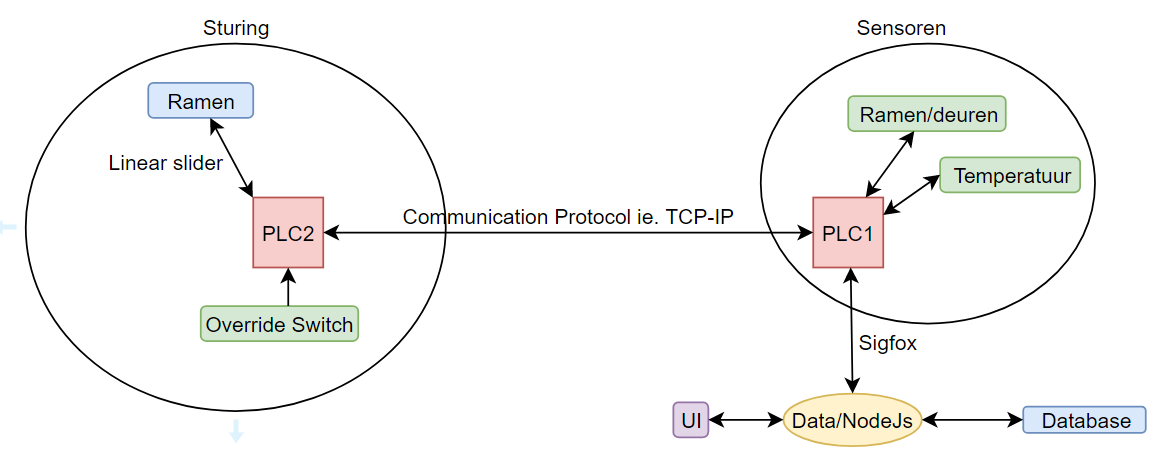 Sturing
Sensoren
Ramen
Linear slider
PLC2
Override Switch
Communication Protocol ie. TCP-IP
Ramen/deuren
Temperatuur
PLC1
Sigfox
UI
Data/NodeJs
Database